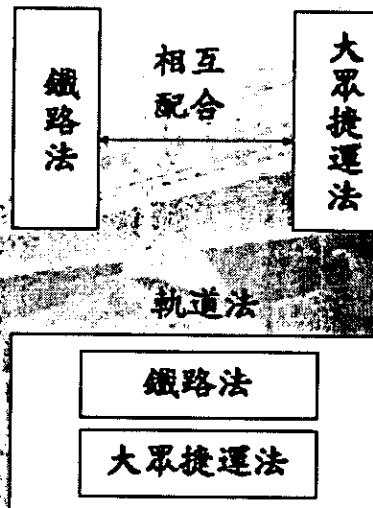 鐵路法
相互
配合
大眾捷運法
軌道法
鐵路法
大眾捷運法